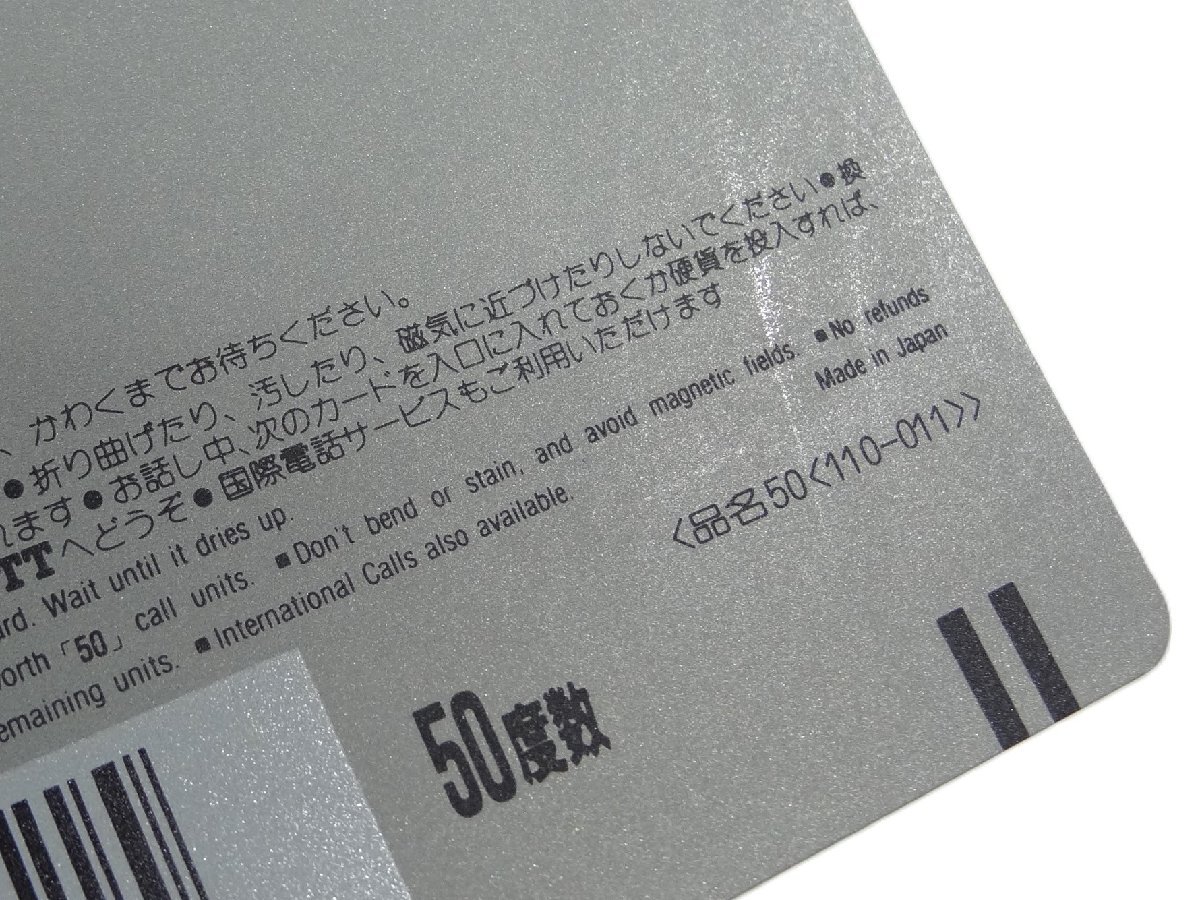 、かわくまでお待ちください。
●折り曲げたり、汚したり、磁気に近づけたりしないでください●換
れます●お話し中、次のカードを入口に入れておくか硬貨を投入すれば、
TTへどうぞ●国際電話サービスもご利用いただけます
ard. Wait until it dries up.
worth「50」call units. ■Don't bend or stain, and avoid magnetic fields. ■No refunds
emaining units. ■International Calls also available.
Made in Japan
〈品名50〈110-011〉〉
50度数